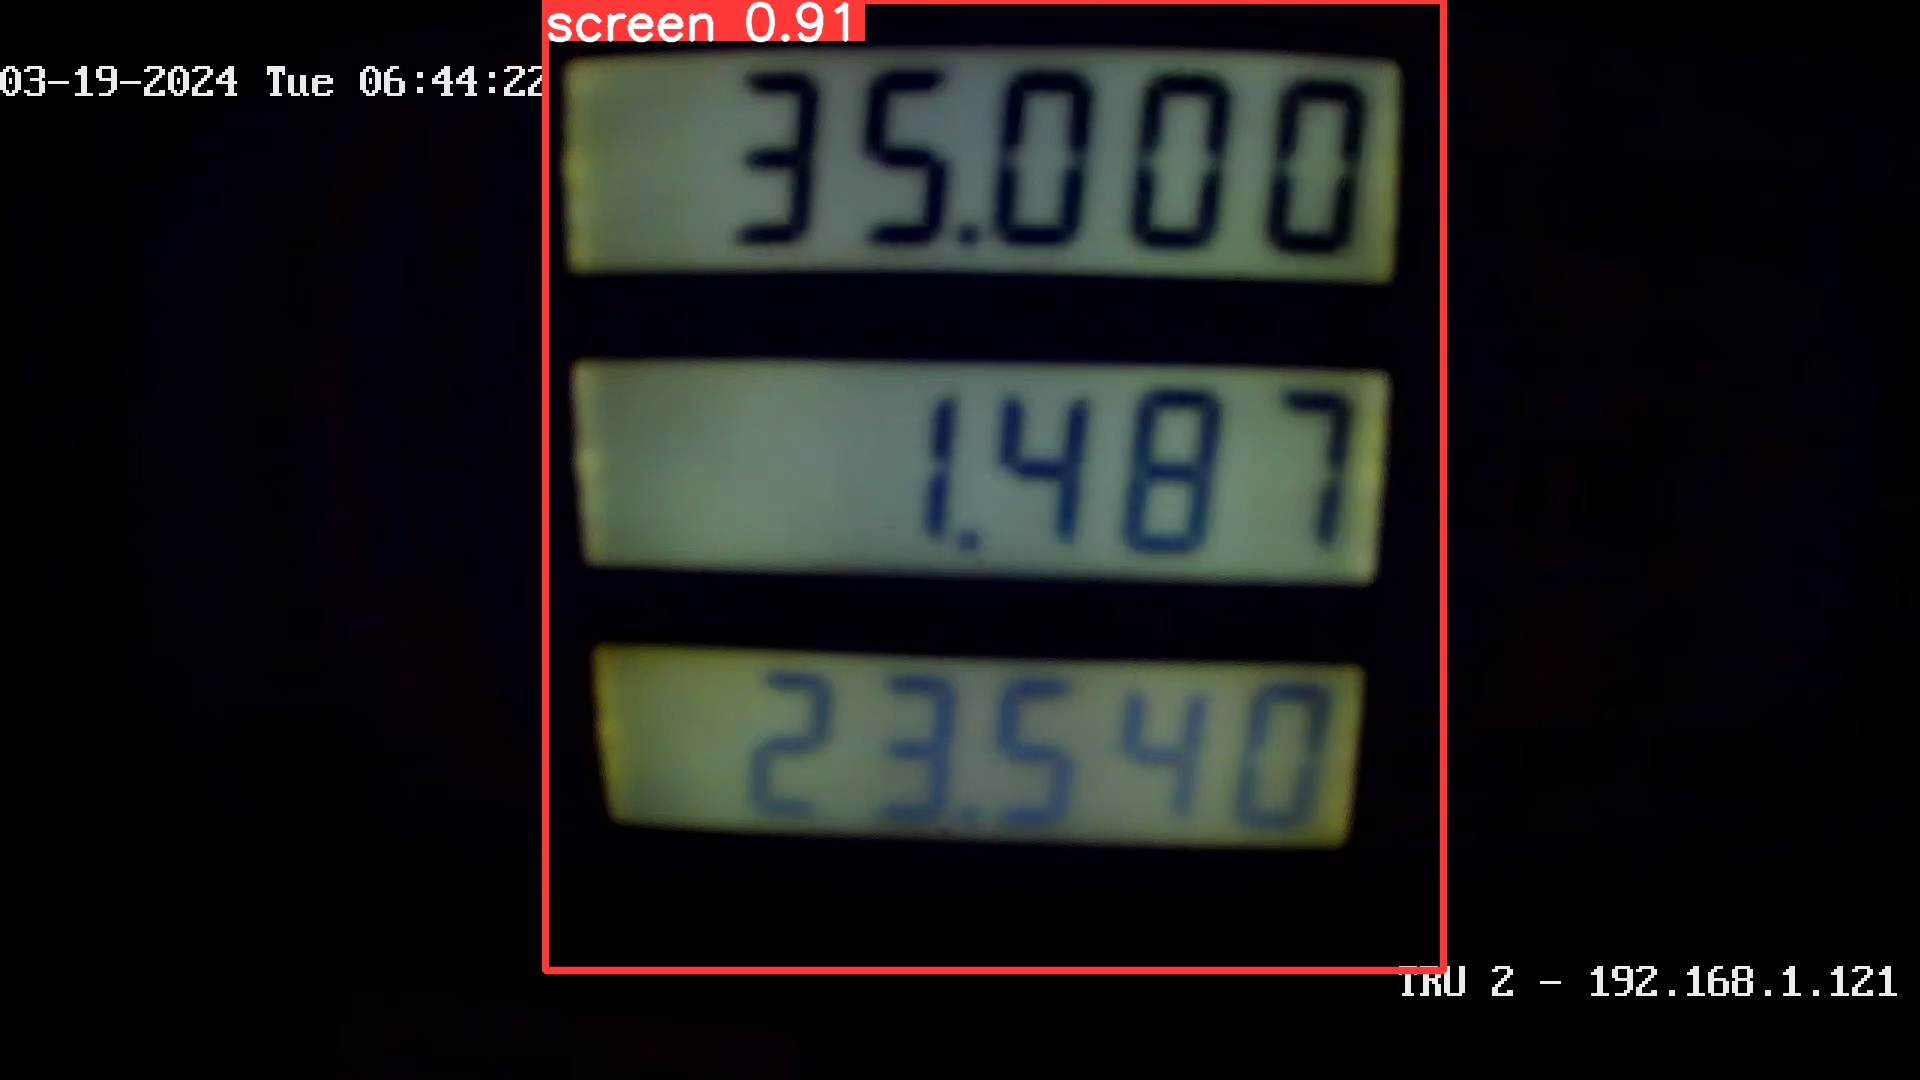 screen 0.91
03-19-2024 Tue 06:44:22
35.000
1.487
23.540
TRU 2 - 192.168.1.121